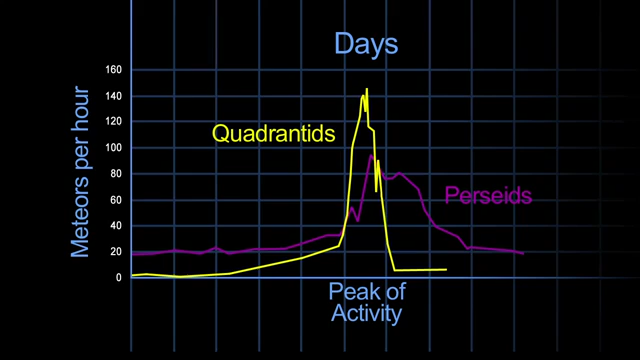 Days
Meteors per hour
160
140
120
100
80
60
40
20
0
Quadrantids
Perseids
Peak of
Activity